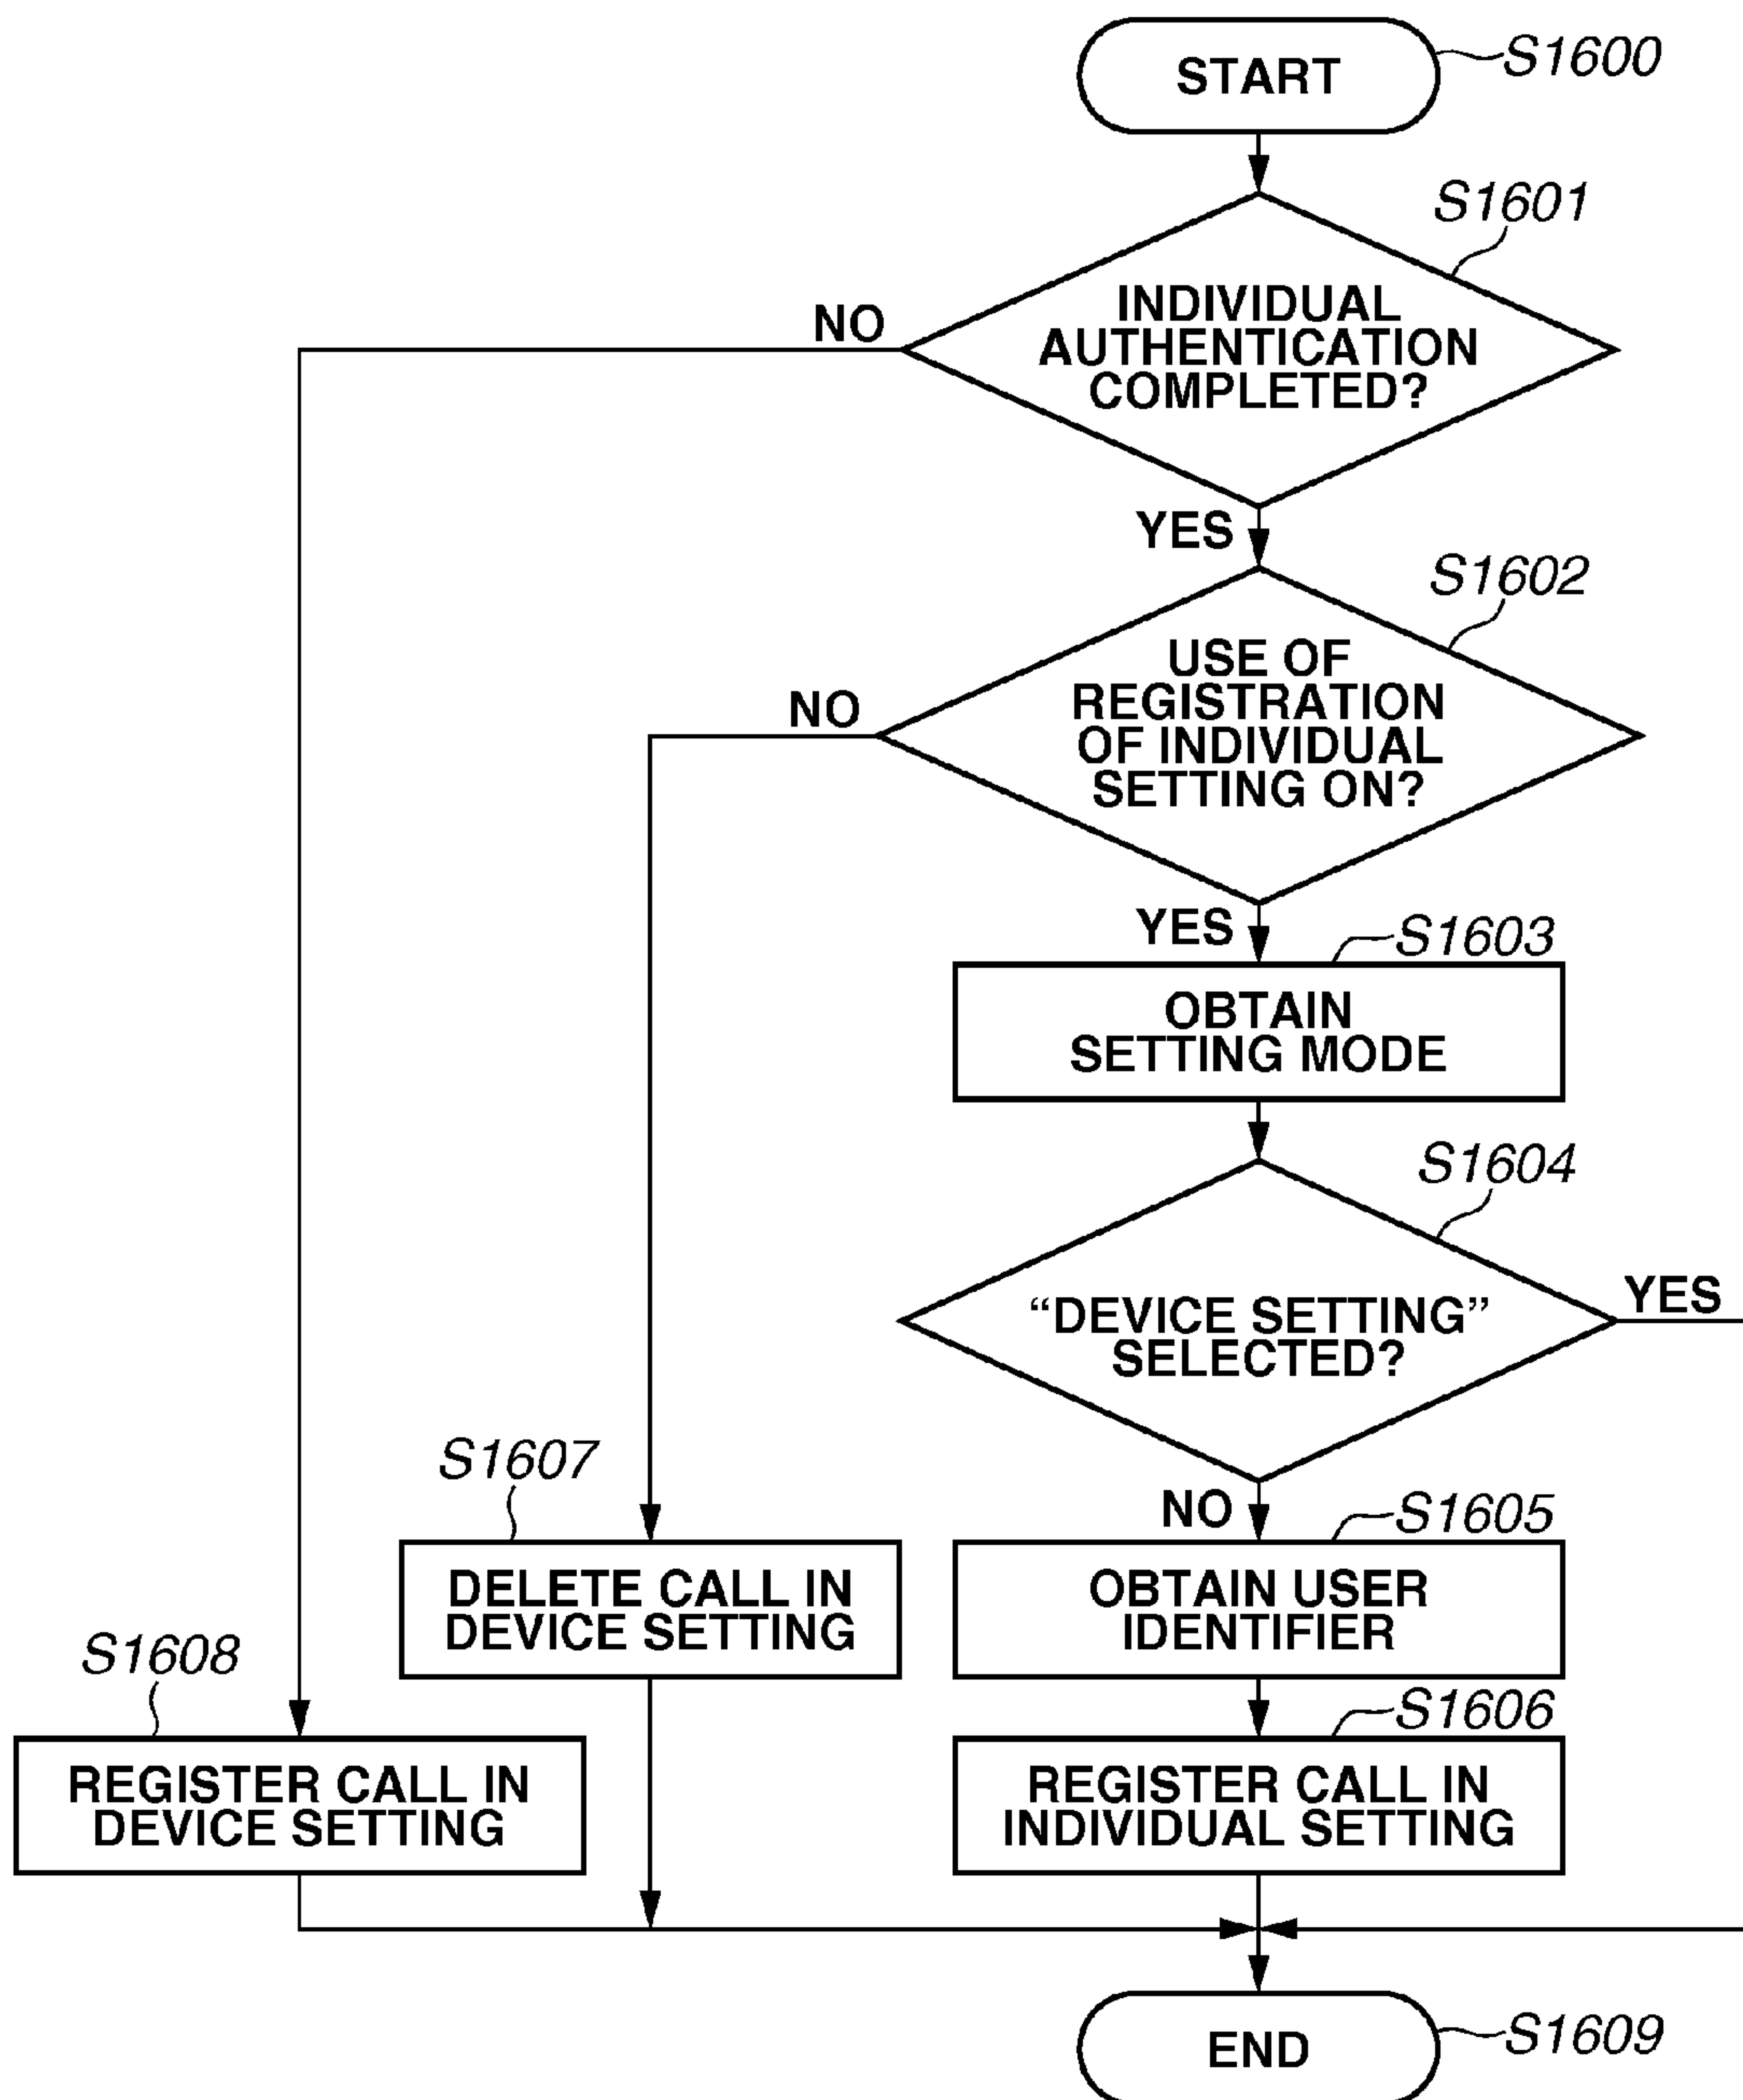 START
S1600
S1601
NO
INDIVIDUAL
AUTHENTICATION
COMPLETED?
YES
S1602
NO
USE OF
REGISTRATION
OF INDIVIDUAL
SETTING ON?
YES
S1603
OBTAIN
SETTING MODE
S1604
“DEVICE SETTING”
SELECTED?
YES
NO
S1605
OBTAIN USER
IDENTIFIER
S1607
DELETE CALL IN
DEVICE SETTING
S1606
REGISTER CALL IN
INDIVIDUAL SETTING
S1608
REGISTER CALL IN
DEVICE SETTING
END
S1609